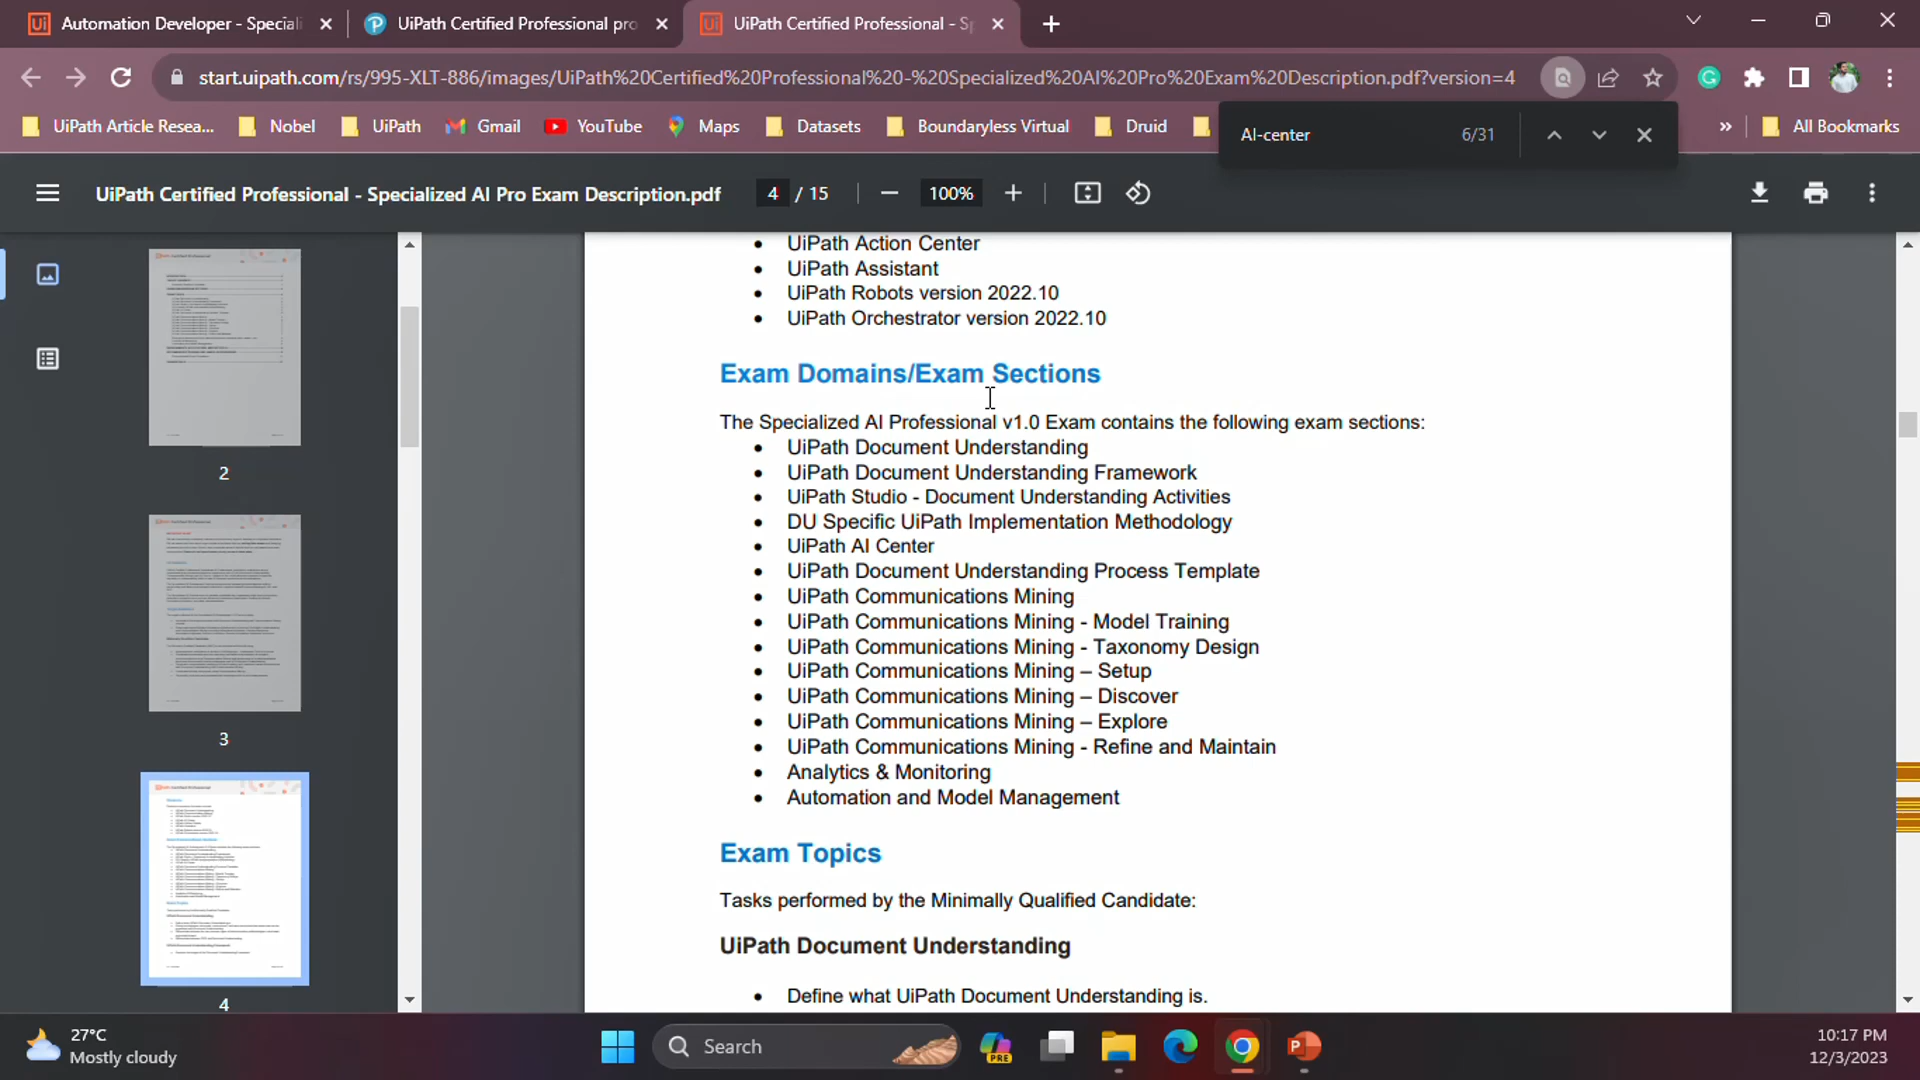 Automation Developer - Speciali
UiPath Certified Professional pro
UiPath Certified Professional - Sp
start.uipath.com/rs/995-XLT-886/images/UiPath%20Certified%20Professional%20-%20Specialized%20AI%20Pro%20Exam%20Description.pdf?version=4
UiPath Article Resea...
Nobel
UiPath
Gmail
YouTube
Maps
Datasets
Boundaryless Virtual
Druid
»
All Bookmarks
AI-center
6/31
UiPath Certified Professional - Specialized AI Pro Exam Description.pdf
4 / 15
100%
2
3
4
• UiPath Action Center
• UiPath Assistant
• UiPath Robots version 2022.10
• UiPath Orchestrator version 2022.10
Exam Domains/Exam Sections
The Specialized AI Professional v1.0 Exam contains the following exam sections:
• UiPath Document Understanding
• UiPath Document Understanding Framework
• UiPath Studio - Document Understanding Activities
• DU Specific UiPath Implementation Methodology
• UiPath AI Center
• UiPath Document Understanding Process Template
• UiPath Communications Mining
• UiPath Communications Mining - Model Training
• UiPath Communications Mining - Taxonomy Design
• UiPath Communications Mining – Setup
• UiPath Communications Mining – Discover
• UiPath Communications Mining – Explore
• UiPath Communications Mining - Refine and Maintain
• Analytics & Monitoring
• Automation and Model Management
Exam Topics
Tasks performed by the Minimally Qualified Candidate:
UiPath Document Understanding
• Define what UiPath Document Understanding is.
27°C
Mostly cloudy
Search
PRE
10:17 PM
12/3/2023